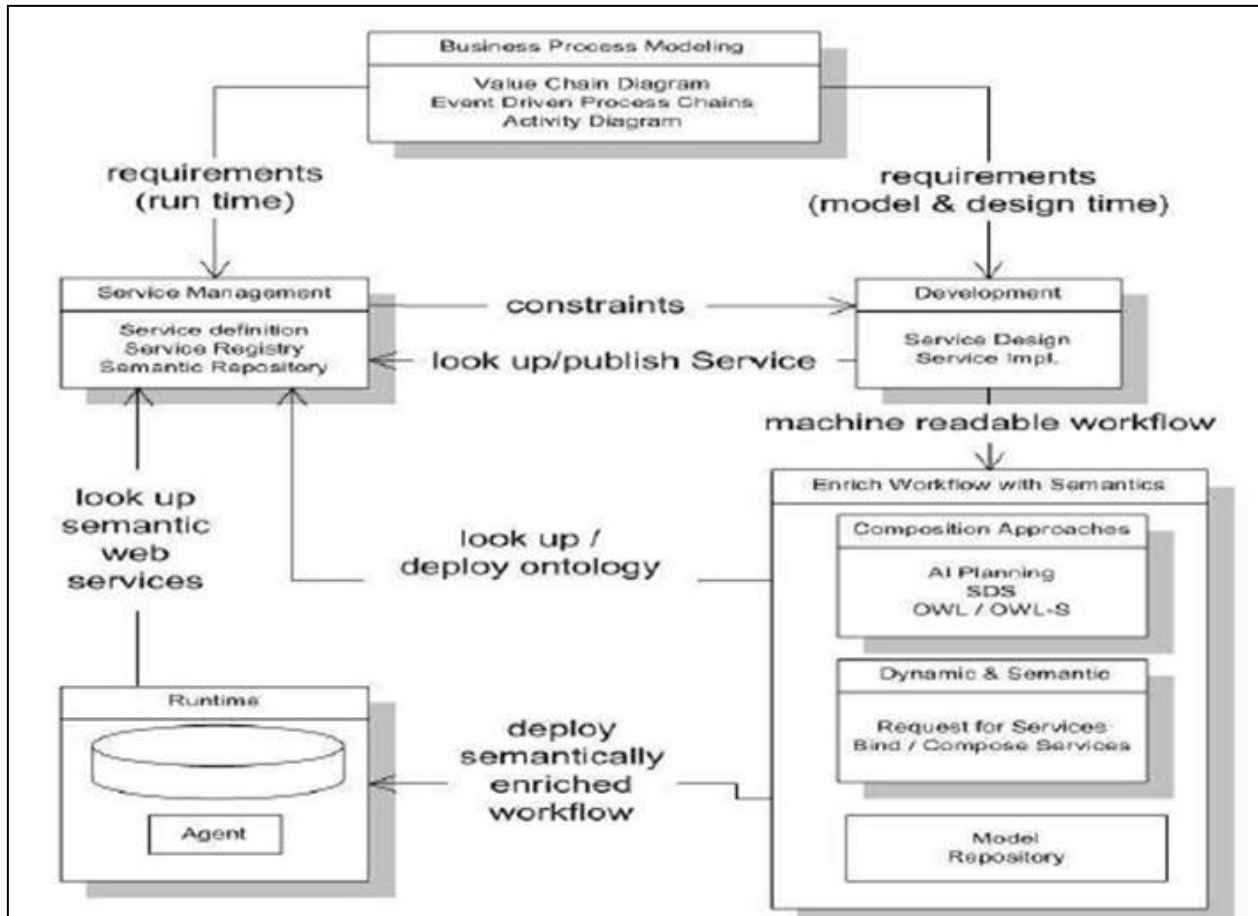 Business Process Modeling
Value Chain Diagram
Event Driven Process Chains
Activity Diagram
requirements
(run time)
requirements
(model & design time)
Service Management
Service definition
Service Registry
Semantic Repository
constraints
look up/publish Service
Development
Service Design
Service Impl.
machine readable workflow
look up
semantic
web
services
look up /
deploy ontology
Enrich Workflow with Semantics
Composition Approaches
AI Planning
SDS
OWL / OWL-S
Dynamic & Semantic
Request for Services
Bind / Compose Services
Model
Repository
Runtime
Agent
deploy
semantically
enriched
workflow